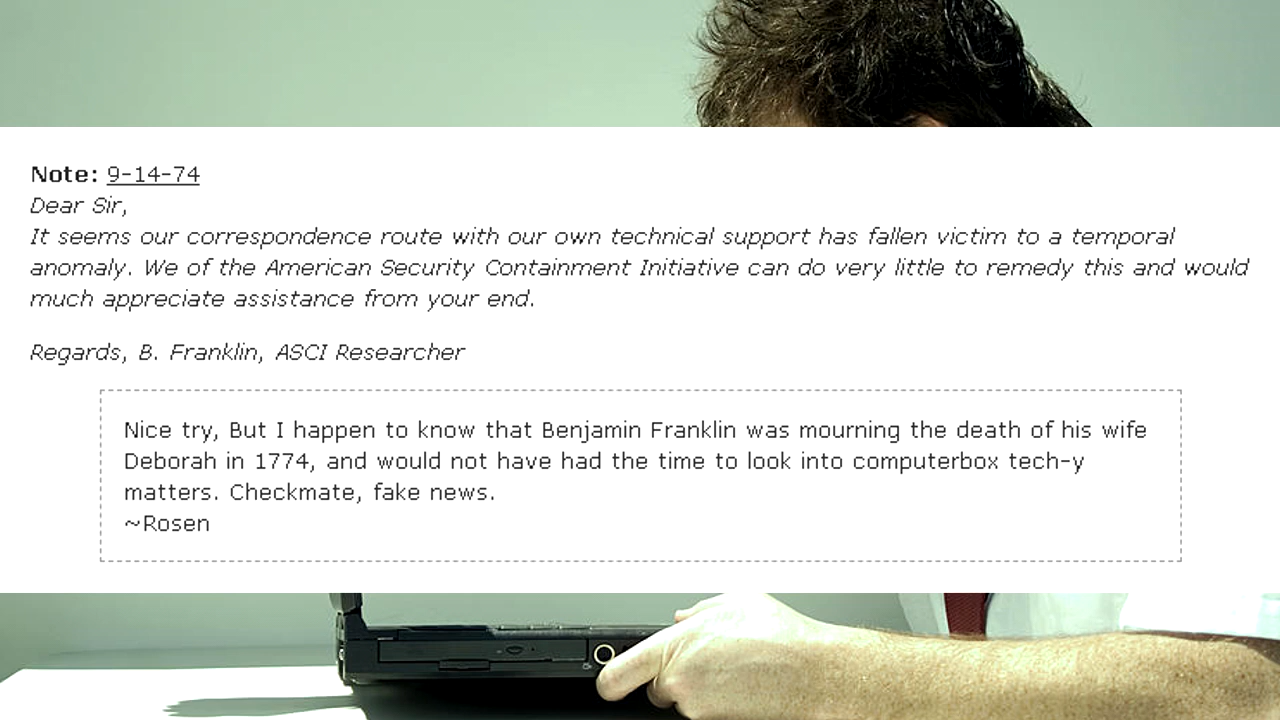 Note: 9-14-74
Dear Sir,
It seems our correspondence route with our own technical support has fallen victim to a temporal
anomaly. We of the American Security Containment Initiative can do very little to remedy this and would
much appreciate assistance from your end.
Regards, B. Franklin, ASCI Researcher
Nice try, But I happen to know that Benjamin Franklin was mourning the death of his wife
Deborah in 1774, and would not have had the time to look into computerbox tech-y
matters. Checkmate, fake news.
~Rosen